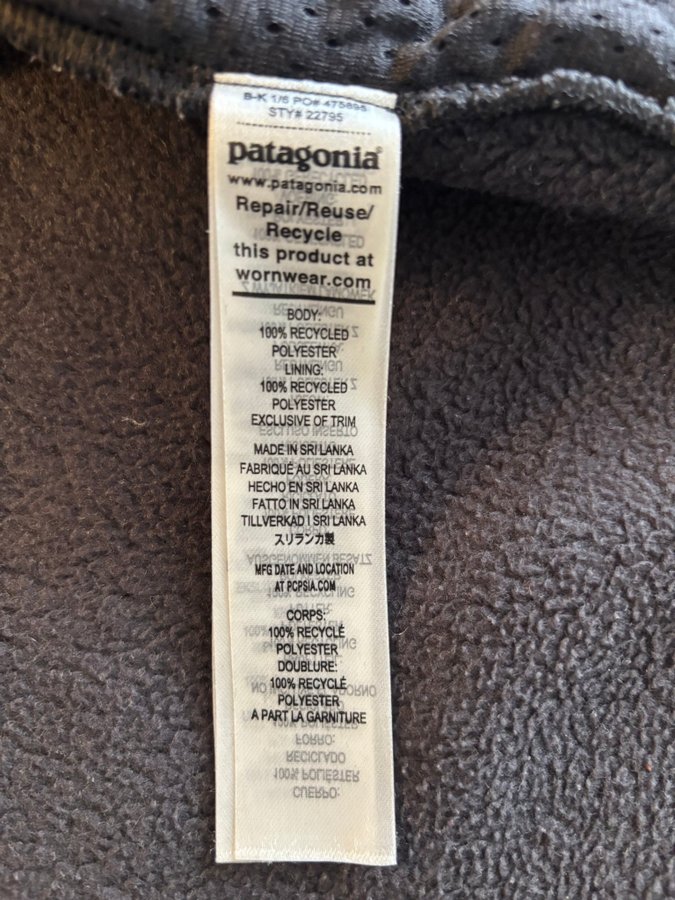 B-K 1/6 PO# 475895
STY# 22795
patagonia®
www.patagonia.com
Repair/Reuse/
Recycle
this product at
wornwear.com
BODY:
100% RECYCLED
POLYESTER
LINING:
100% RECYCLED
POLYESTER
EXCLUSIVE OF TRIM
MADE IN SRI LANKA
FABRIQUÉ AU SRI LANKA
HECHO EN SRI LANKA
FATTO IN SRI LANKA
TILLVERKAD I SRI LANKA
スリランカ製
MFG DATE AND LOCATION
AT PCPSIA.COM
CORPS:
100% RECYCLÉ
POLYESTER
DOUBLURE:
100% RECYCLÉ
POLYESTER
A PART LA GARNITURE